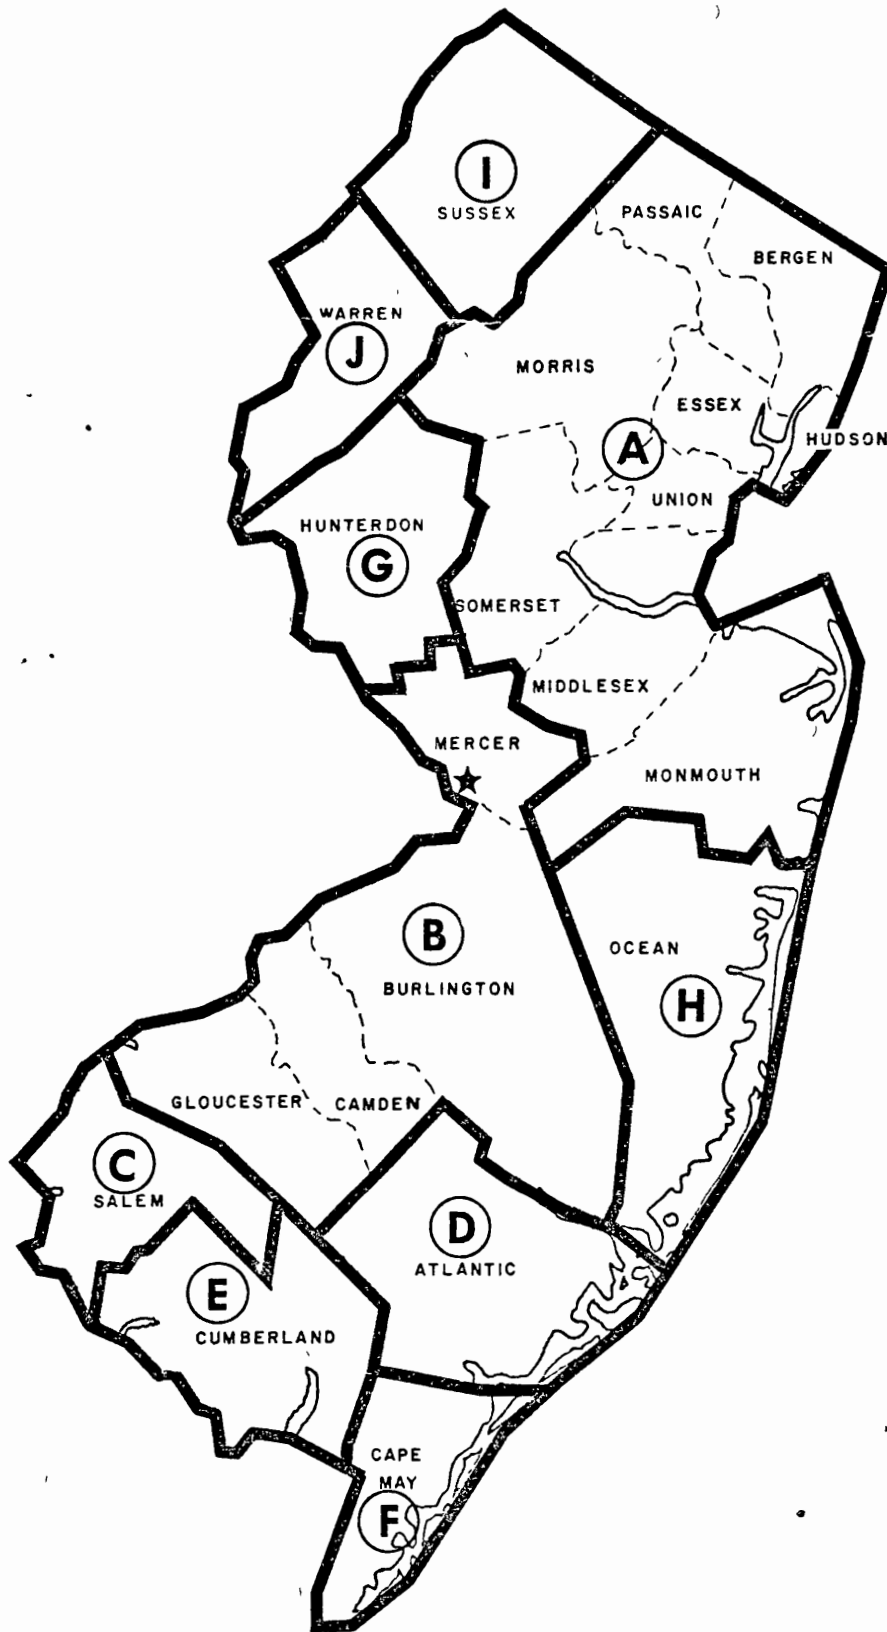 I
SUSSEX
PASSAIC
BERGEN
WARREN
J
MORRIS
ESSEX
HUDSON
A
UNION
HUNTERDON
G
SOMERSET
MIDDLESEX
MERCER
MONMOUTH
B
OCEAN
BURLINGTON
H
GLOUCESTER
CAMDEN
C
SALEM
D
ATLANTIC
E
CUMBERLAND
CAPE
MAY
F